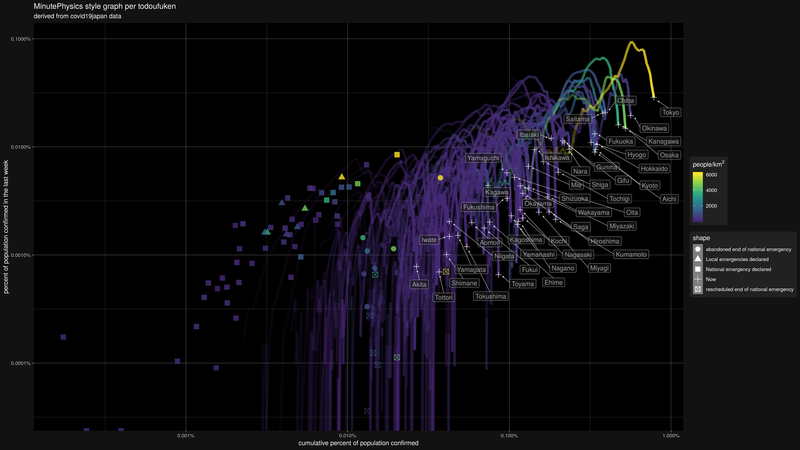 MinutePhysics style graph per todoufuken
derived from covid19japan data
percent of population confirmed in the last week
0.1000%
0.0100%
0.0010%
0.0001%
Chiba
Tokyo
Saitama
Okinawa
Ibaraki
Fukuoka
Kanagawa
Yamaguchi
Ishikawa
Hyogo
Osaka
Nara
Gunma
Hokkaido
Mie
Shiga
Gifu
Kyoto
Kagawa
Shizuoka
Tochigi
Aichi
Fukushima
Okayama
Wakayama
Oita
Saga
Miyazaki
Iwate
Aomori
Kagoshima
Kochi
Hiroshima
Niigata
Yamanashi
Nagasaki
Kumamoto
Yamagata
Fukui
Nagano
Miyagi
Akita
Shimane
Toyama
Ehime
Tottori
Tokushima
0.001%
0.010%
0.100%
1.000%
cumulative percent of population confirmed
people/km²
6000
4000
2000
shape
abandoned end of national emergency
Local emergencies declared
National emergency declared
Now
rescheduled end of national emergency